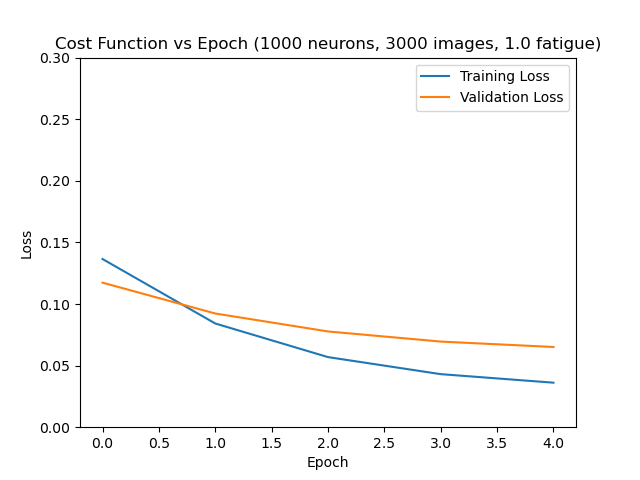 Cost Function vs Epoch (1000 neurons, 3000 images, 1.0 fatigue)
Training Loss
Validation Loss
0.30
0.25
0.20
0.15
0.10
0.05
0.00
Loss
0.0 0.5 1.0 1.5 2.0 2.5 3.0 3.5 4.0
Epoch